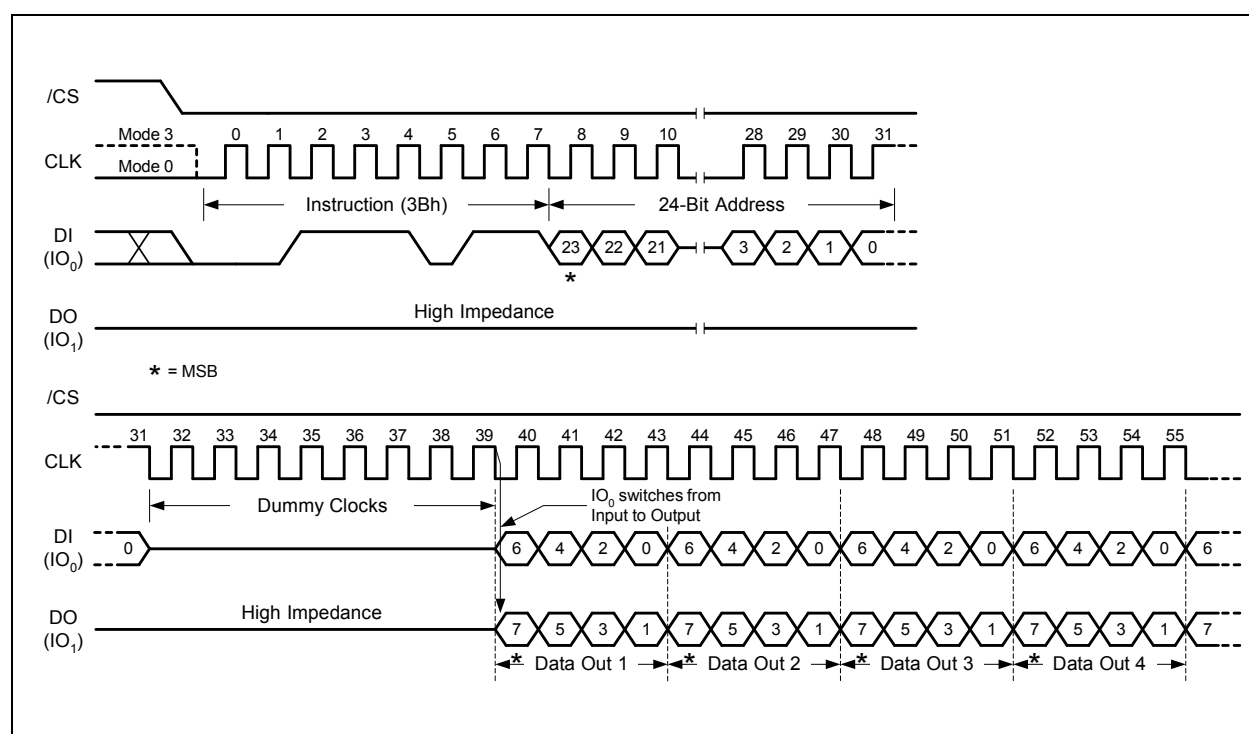 /CS
Mode 3 0 1 2 3 4 5 6 7 8 9 10 28 29 30 31
CLK
Mode 0
Instruction (3Bh) 24-Bit Address
DI
(IO0) 23 22 21 3 2 1 0
*
High Impedance
DO
(IO1)
* = MSB
/CS
31 32 33 34 35 36 37 38 39 40 41 42 43 44 45 46 47 48 49 50 51 52 53 54 55
CLK
Dummy Clocks
IO0 switches from
Input to Output
DI
(IO0) 0 6 4 2 0 6 4 2 0 6 4 2 0 6 4 2 0 6
High Impedance
DO
(IO1) 7 5 3 1 7 5 3 1 7 5 3 1 7 5 3 1 7
* Data Out 1 * Data Out 2 * Data Out 3 * Data Out 4